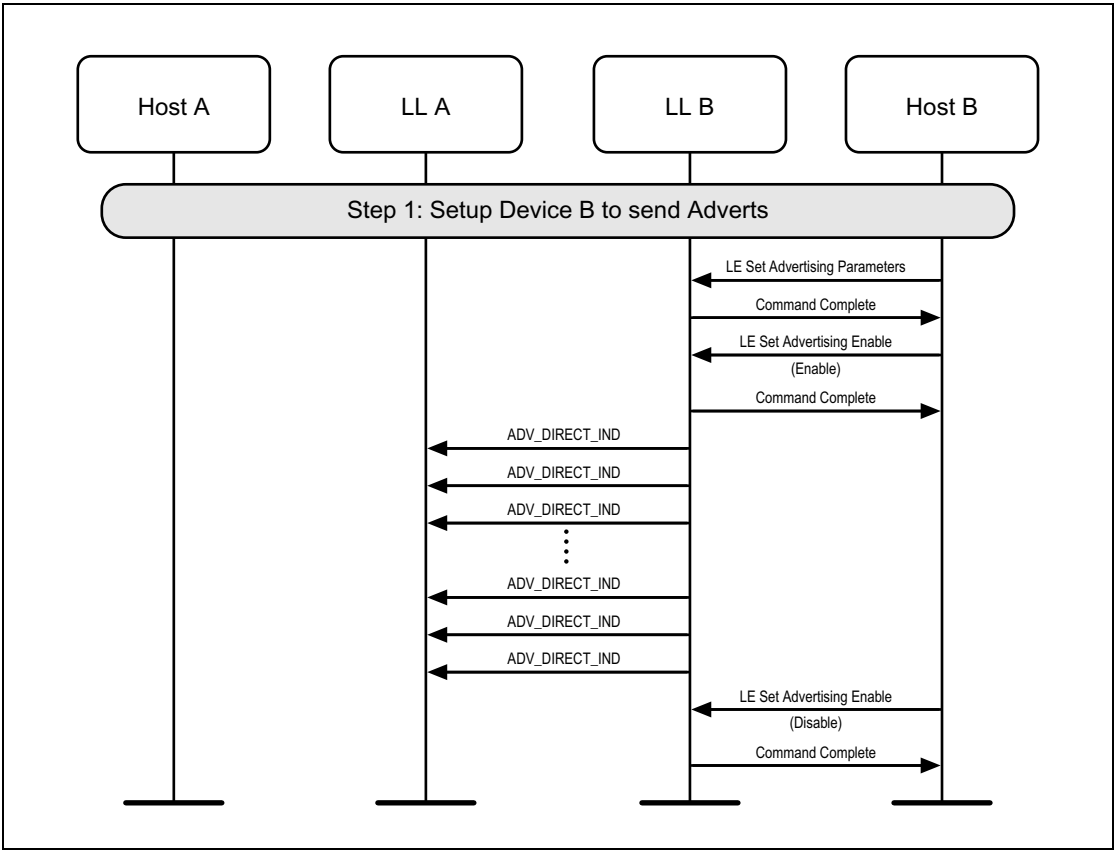 Host A
LL A
LL B
Host B
Step 1: Setup Device B to send Adverts
LE Set Advertising Parameters
Command Complete
LE Set Advertising Enable
(Enable)
Command Complete
ADV_DIRECT_IND
ADV_DIRECT_IND
ADV_DIRECT_IND
ADV_DIRECT_IND
ADV_DIRECT_IND
ADV_DIRECT_IND
LE Set Advertising Enable
(Disable)
Command Complete